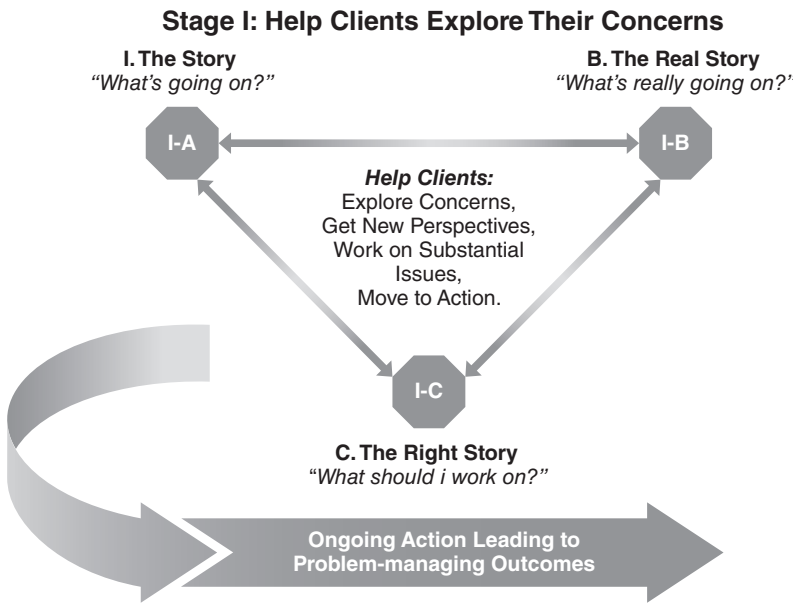 Stage I: Help Clients Explore Their Concerns
I. The Story
“What’s going on?”
B. The Real Story
“What’s really going on?”
I-A
I-B
Help Clients:
Explore Concerns,
Get New Perspectives,
Work on Substantial
Issues,
Move to Action.
I-C
C. The Right Story
“What should i work on?”
Ongoing Action Leading to
Problem-managing Outcomes